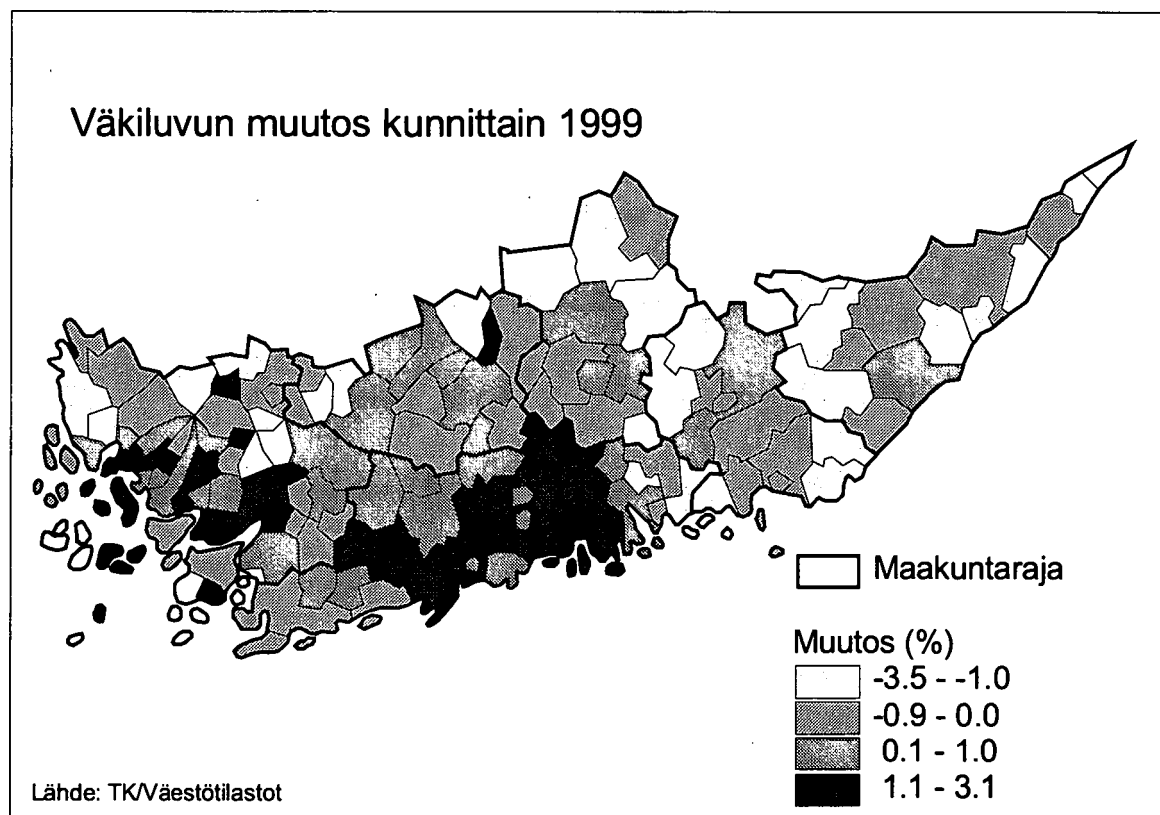 Väkiluvun muutos kunnittain 1999
Maakuntaraja
Muutos (%)
-3.5 - -1.0
-0.9 - 0.0
0.1 - 1.0
1.1 - 3.1
Lähde: TK/Väestötilastot